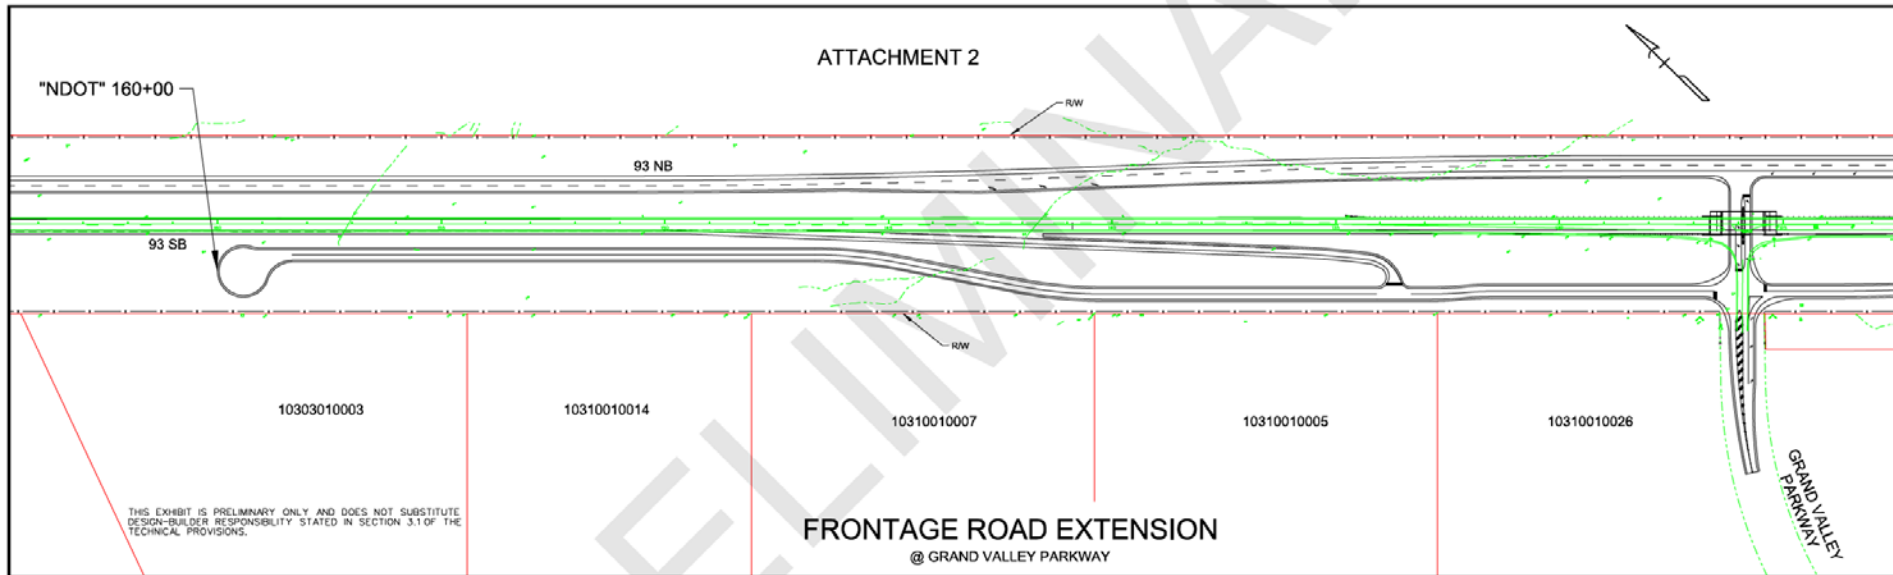 ATTACHMENT 2
"NDOT" 160+00
R/W
93 NB
93 SB
R/W
10303010003
10310010014
10310010007
10310010005
10310010026
GRAND VALLEY
PARKWAY
THIS EXHIBIT IS PRELIMINARY ONLY AND DOES NOT SUBSTITUTE
DESIGN-BUILDER RESPONSIBILITY STATED IN SECTION 3.1 OF THE
TECHNICAL PROVISIONS.
FRONTAGE ROAD EXTENSION
@ GRAND VALLEY PARKWAY
ELIMINA